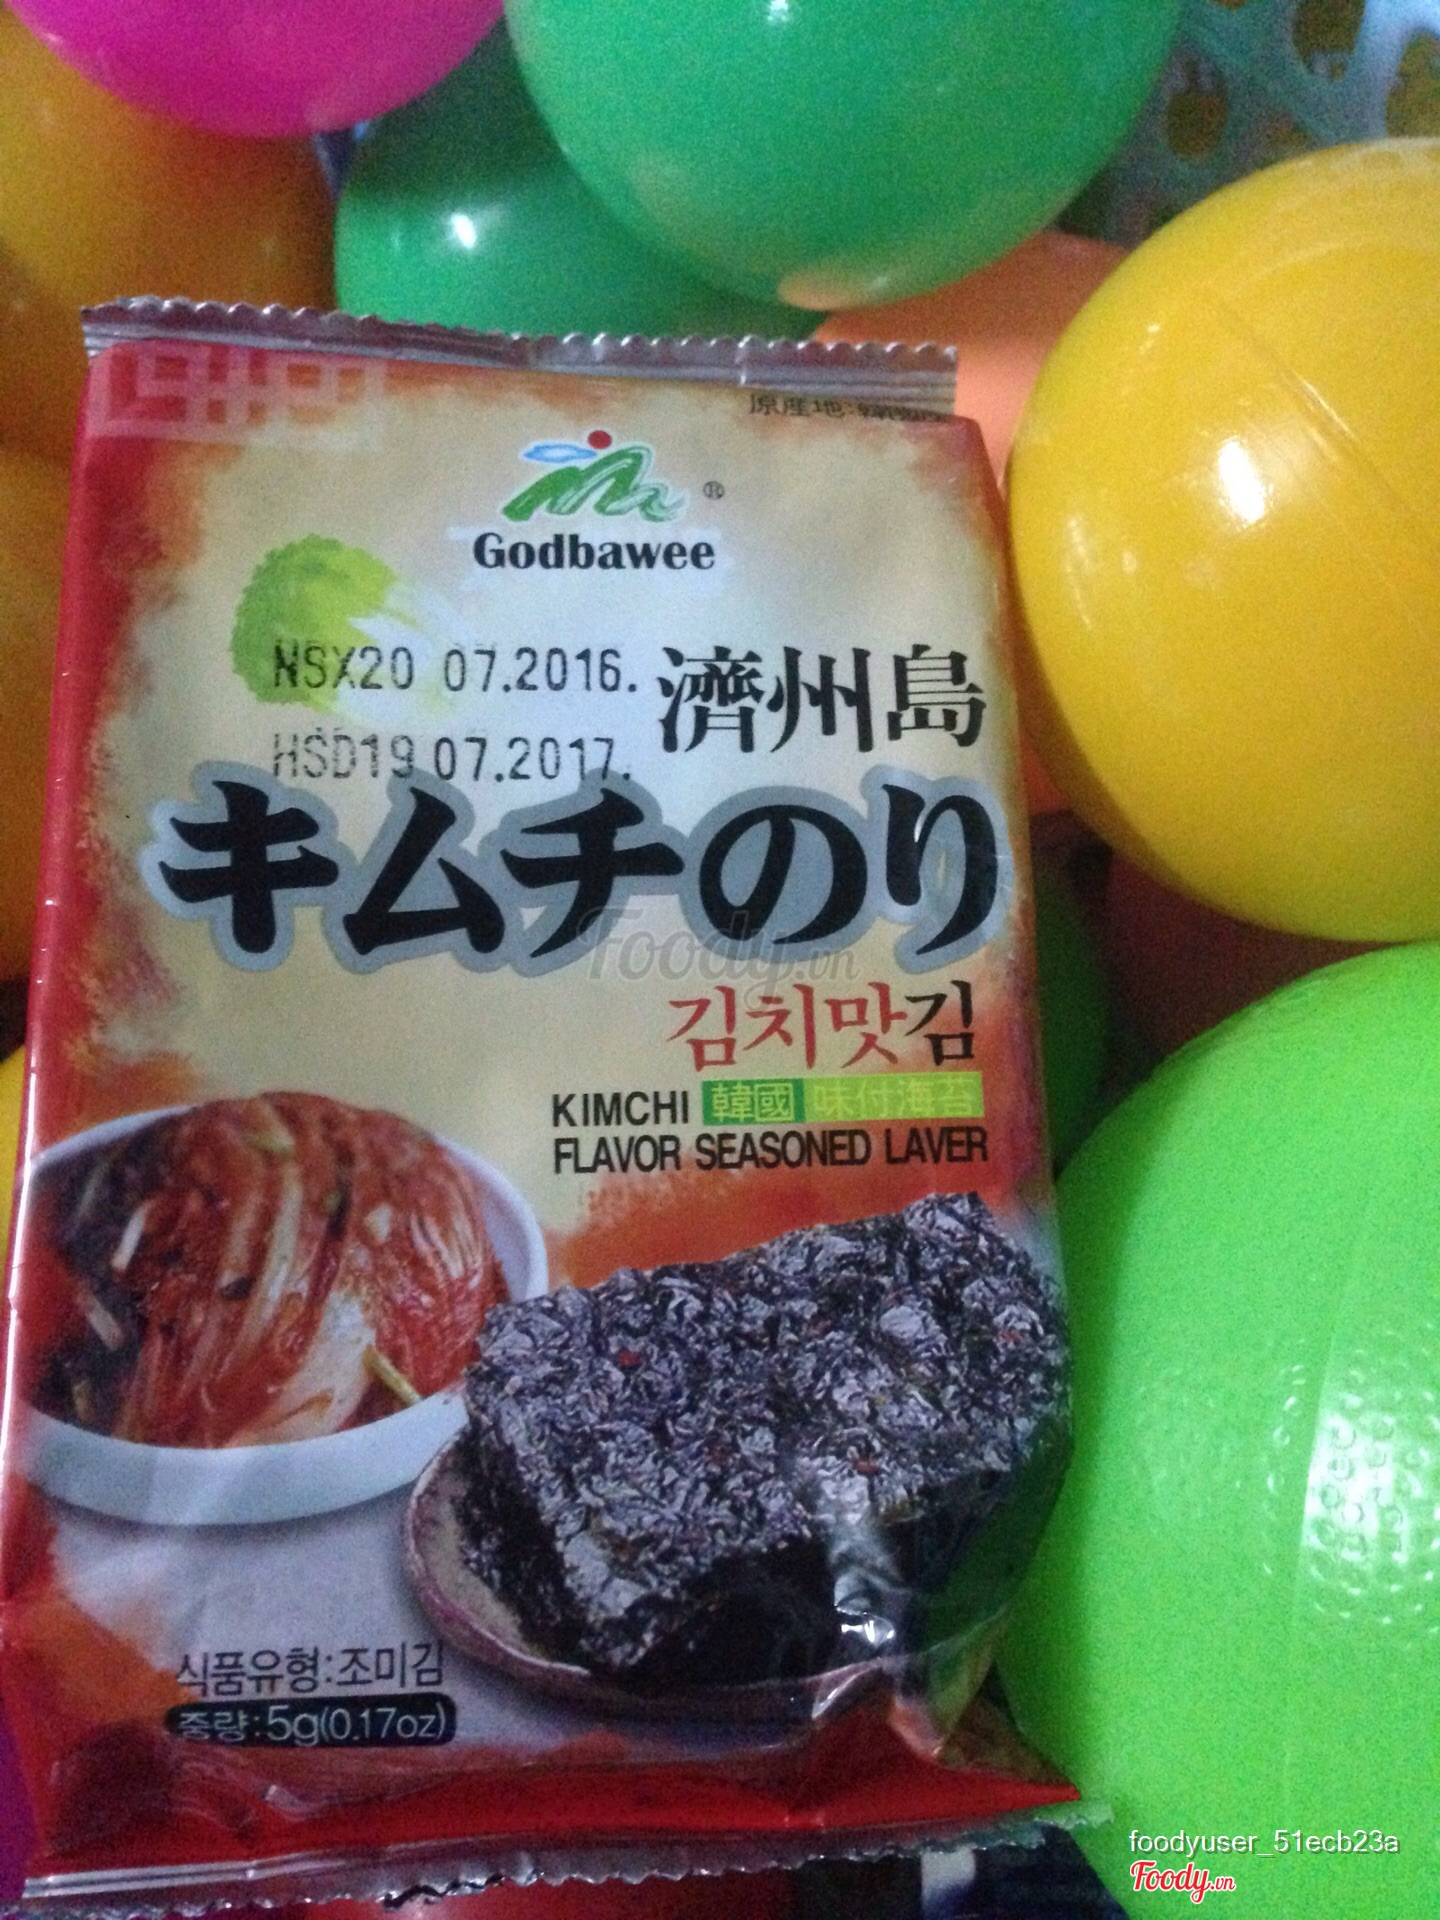 原産地:韓國
®
Godbawee
NSX20 07.2016.
HSD19 07.2017.
濟州島
キムチのり
Foody.vn
김치맛김
KIMCHI 韓國 味付海苔
FLAVOR SEASONED LAVER
식품유형:조미김
중량:5g(0.17oz)
foodyuser_51ecb23a
Foody.vn